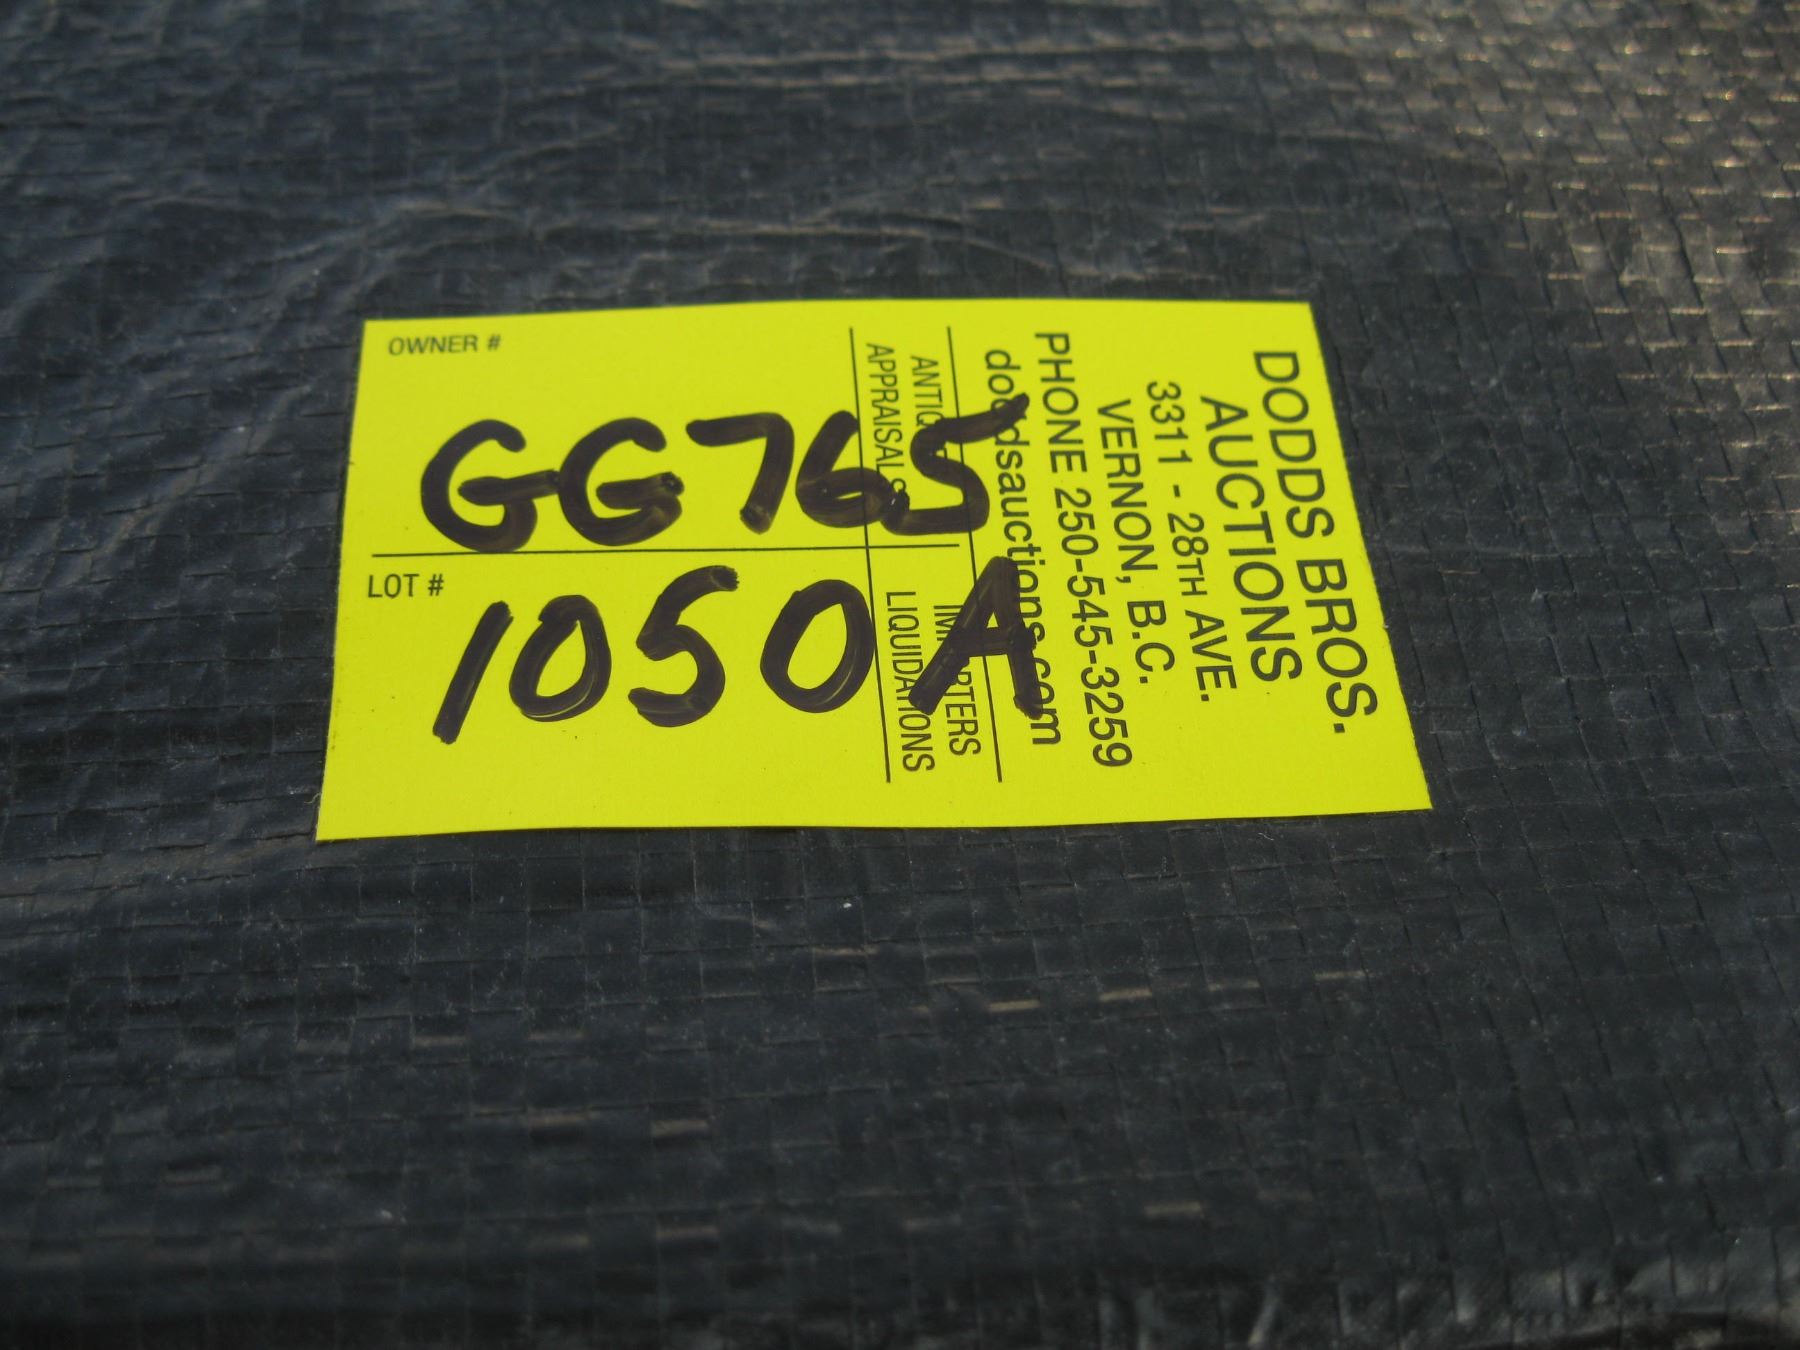 OWNER #
GG765
LOT #
1050A
DODDS BROS.
AUCTIONS
3311 - 28TH AVE.
VERNON, B.C.
PHONE 250-545-3259
doddsauctions.com
IMPORTERS
APPRAISALS LIQUIDATIONS